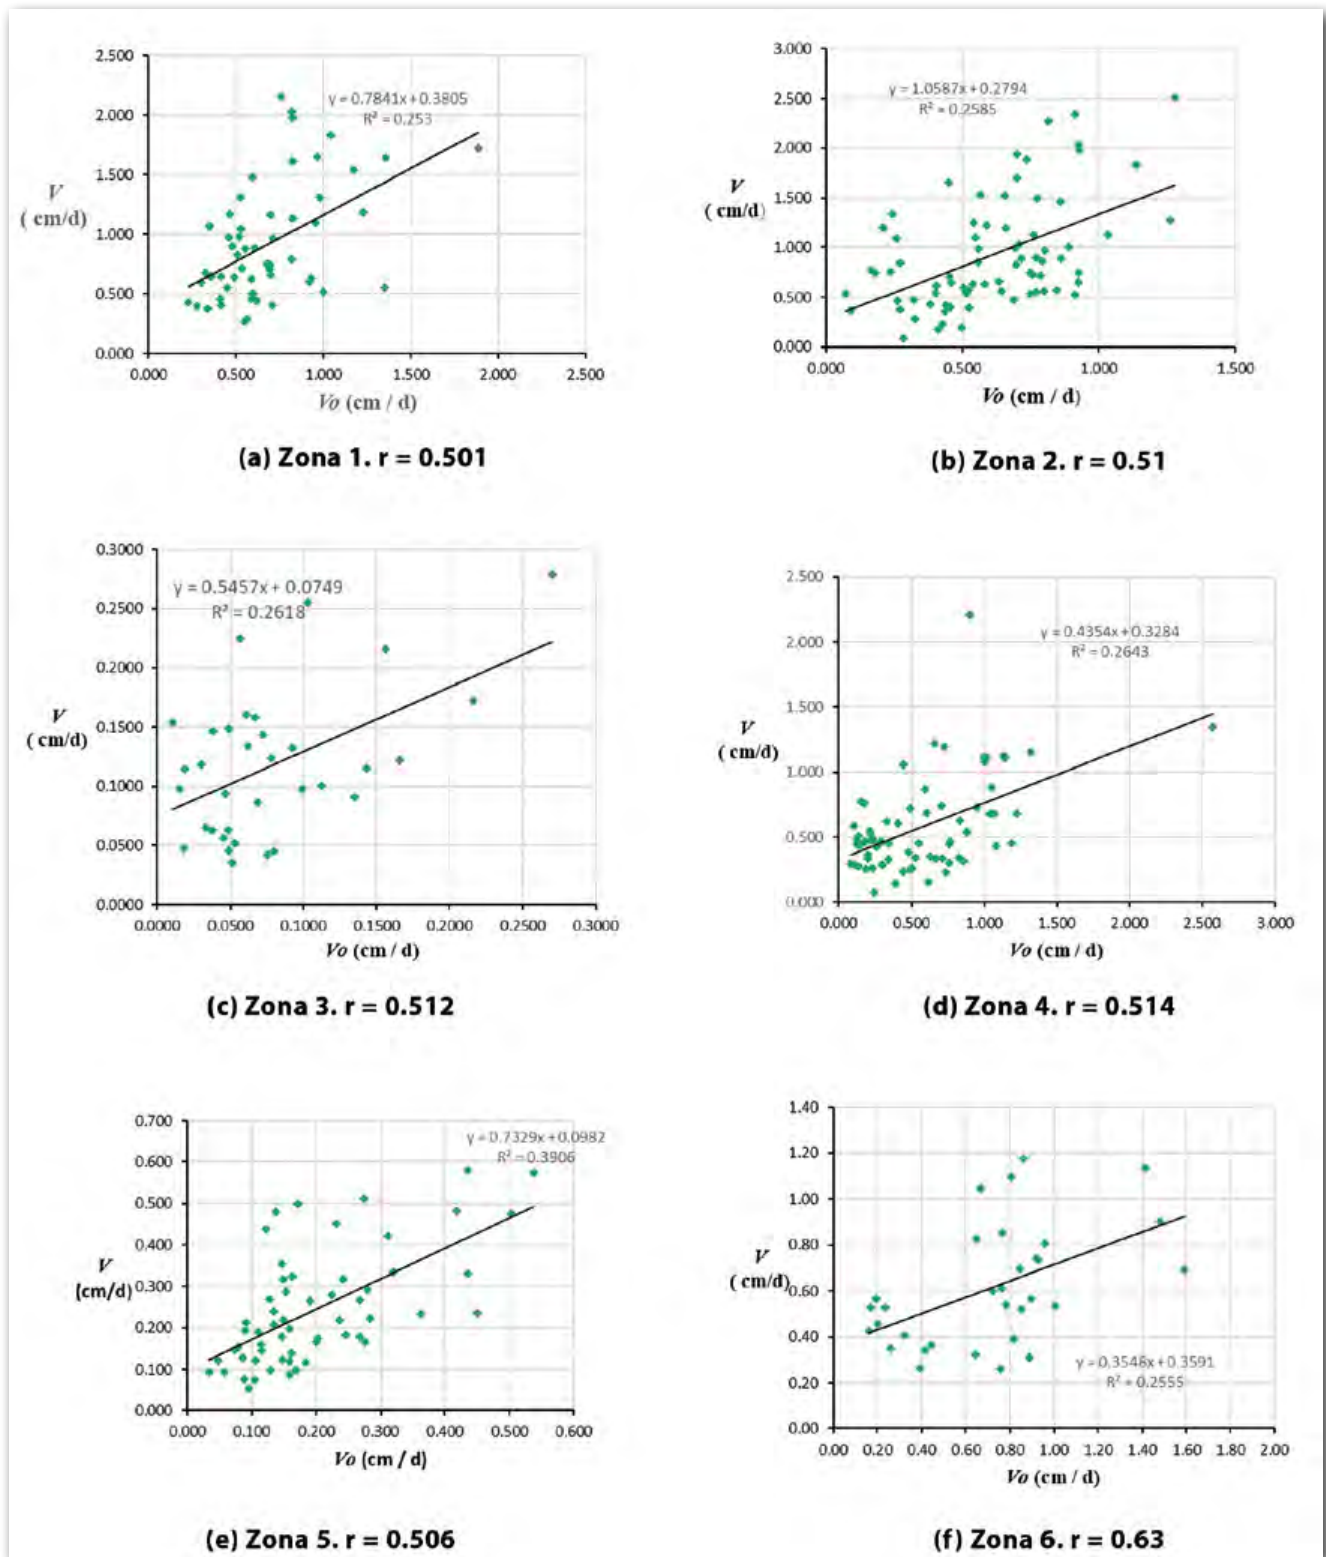 2.500
2.000
1.500
1.000
0.500
0.000
V
( cm/d)
y = 0.7841x + 0.3805
R² = 0.253
0.000 0.500 1.000 1.500 2.000 2.500
Vo (cm / d)
(a) Zona 1. r = 0.501
3.000
2.500
2.000
1.500
1.000
0.500
0.000
V
( cm/d)
y = 1.0587x + 0.2794
R² = 0.2585
0.000 0.500 1.000 1.500
Vo (cm / d)
(b) Zona 2. r = 0.51
0.3000
0.2500
0.2000
0.1500
0.1000
0.0500
0.0000
V
( cm/d)
y = 0.5457x + 0.0749
R² = 0.2618
0.0000 0.0500 0.1000 0.1500 0.2000 0.2500 0.3000
Vo (cm / d)
(c) Zona 3. r = 0.512
2.500
2.000
1.500
1.000
0.500
0.000
V
( cm/d)
y = 0.4354x + 0.3284
R² = 0.2643
0.000 0.500 1.000 1.500 2.000 2.500 3.000
Vo (cm / d)
(d) Zona 4. r = 0.514
0.700
0.600
0.500
0.400
0.300
0.200
0.100
0.000
V
(cm/d)
y = 0.7329x + 0.0982
R² = 0.3906
0.000 0.100 0.200 0.300 0.400 0.500 0.600
Vo (cm / d)
(e) Zona 5. r = 0.506
1.40
1.20
1.00
0.80
0.60
0.40
0.20
0.00
V
( cm/d)
y = 0.3548x + 0.3591
R² = 0.2555
0.00 0.20 0.40 0.60 0.80 1.00 1.20 1.40 1.60 1.80 2.00
Vo (cm / d)
(f) Zona 6. r = 0.63